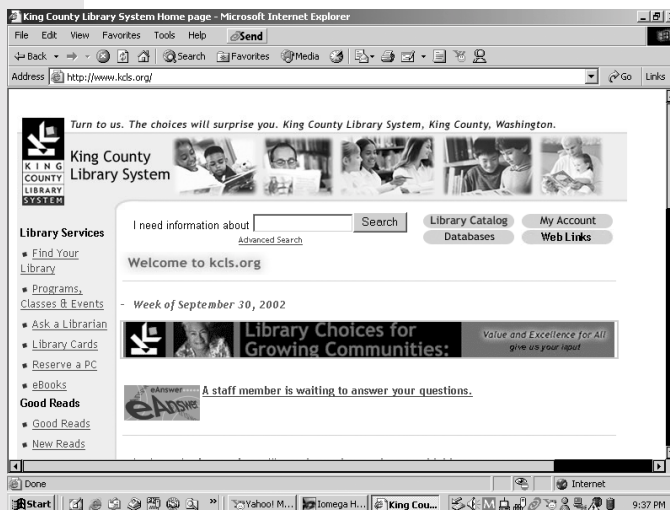 King County Library System Home page - Microsoft Internet Explorer
File Edit View Favorites Tools Help Send
Back Search Favorites Media
Address http://www.kcls.org/ Go Links
Turn to us. The choices will surprise you. King County Library System, King County, Washington.
KING
COUNTY
LIBRARY
SYSTEM
King County
Library System
I need information about Search
Advanced Search
Library Catalog My Account
Databases Web Links
Library Services
Find Your
Library
Programs,
Classes & Events
Ask a Librarian
Library Cards
Reserve a PC
eBooks
Good Reads
Good Reads
New Reads
Welcome to kcls.org
- Week of September 30, 2002
Library Choices for
Growing Communities:
Value and Excellence for All
give us your input
eAnswer
eAnswer
A staff member is waiting to answer your questions.
Done Internet
Start » Yahoo! M... Iomega H... King Cou... 9:37 PM